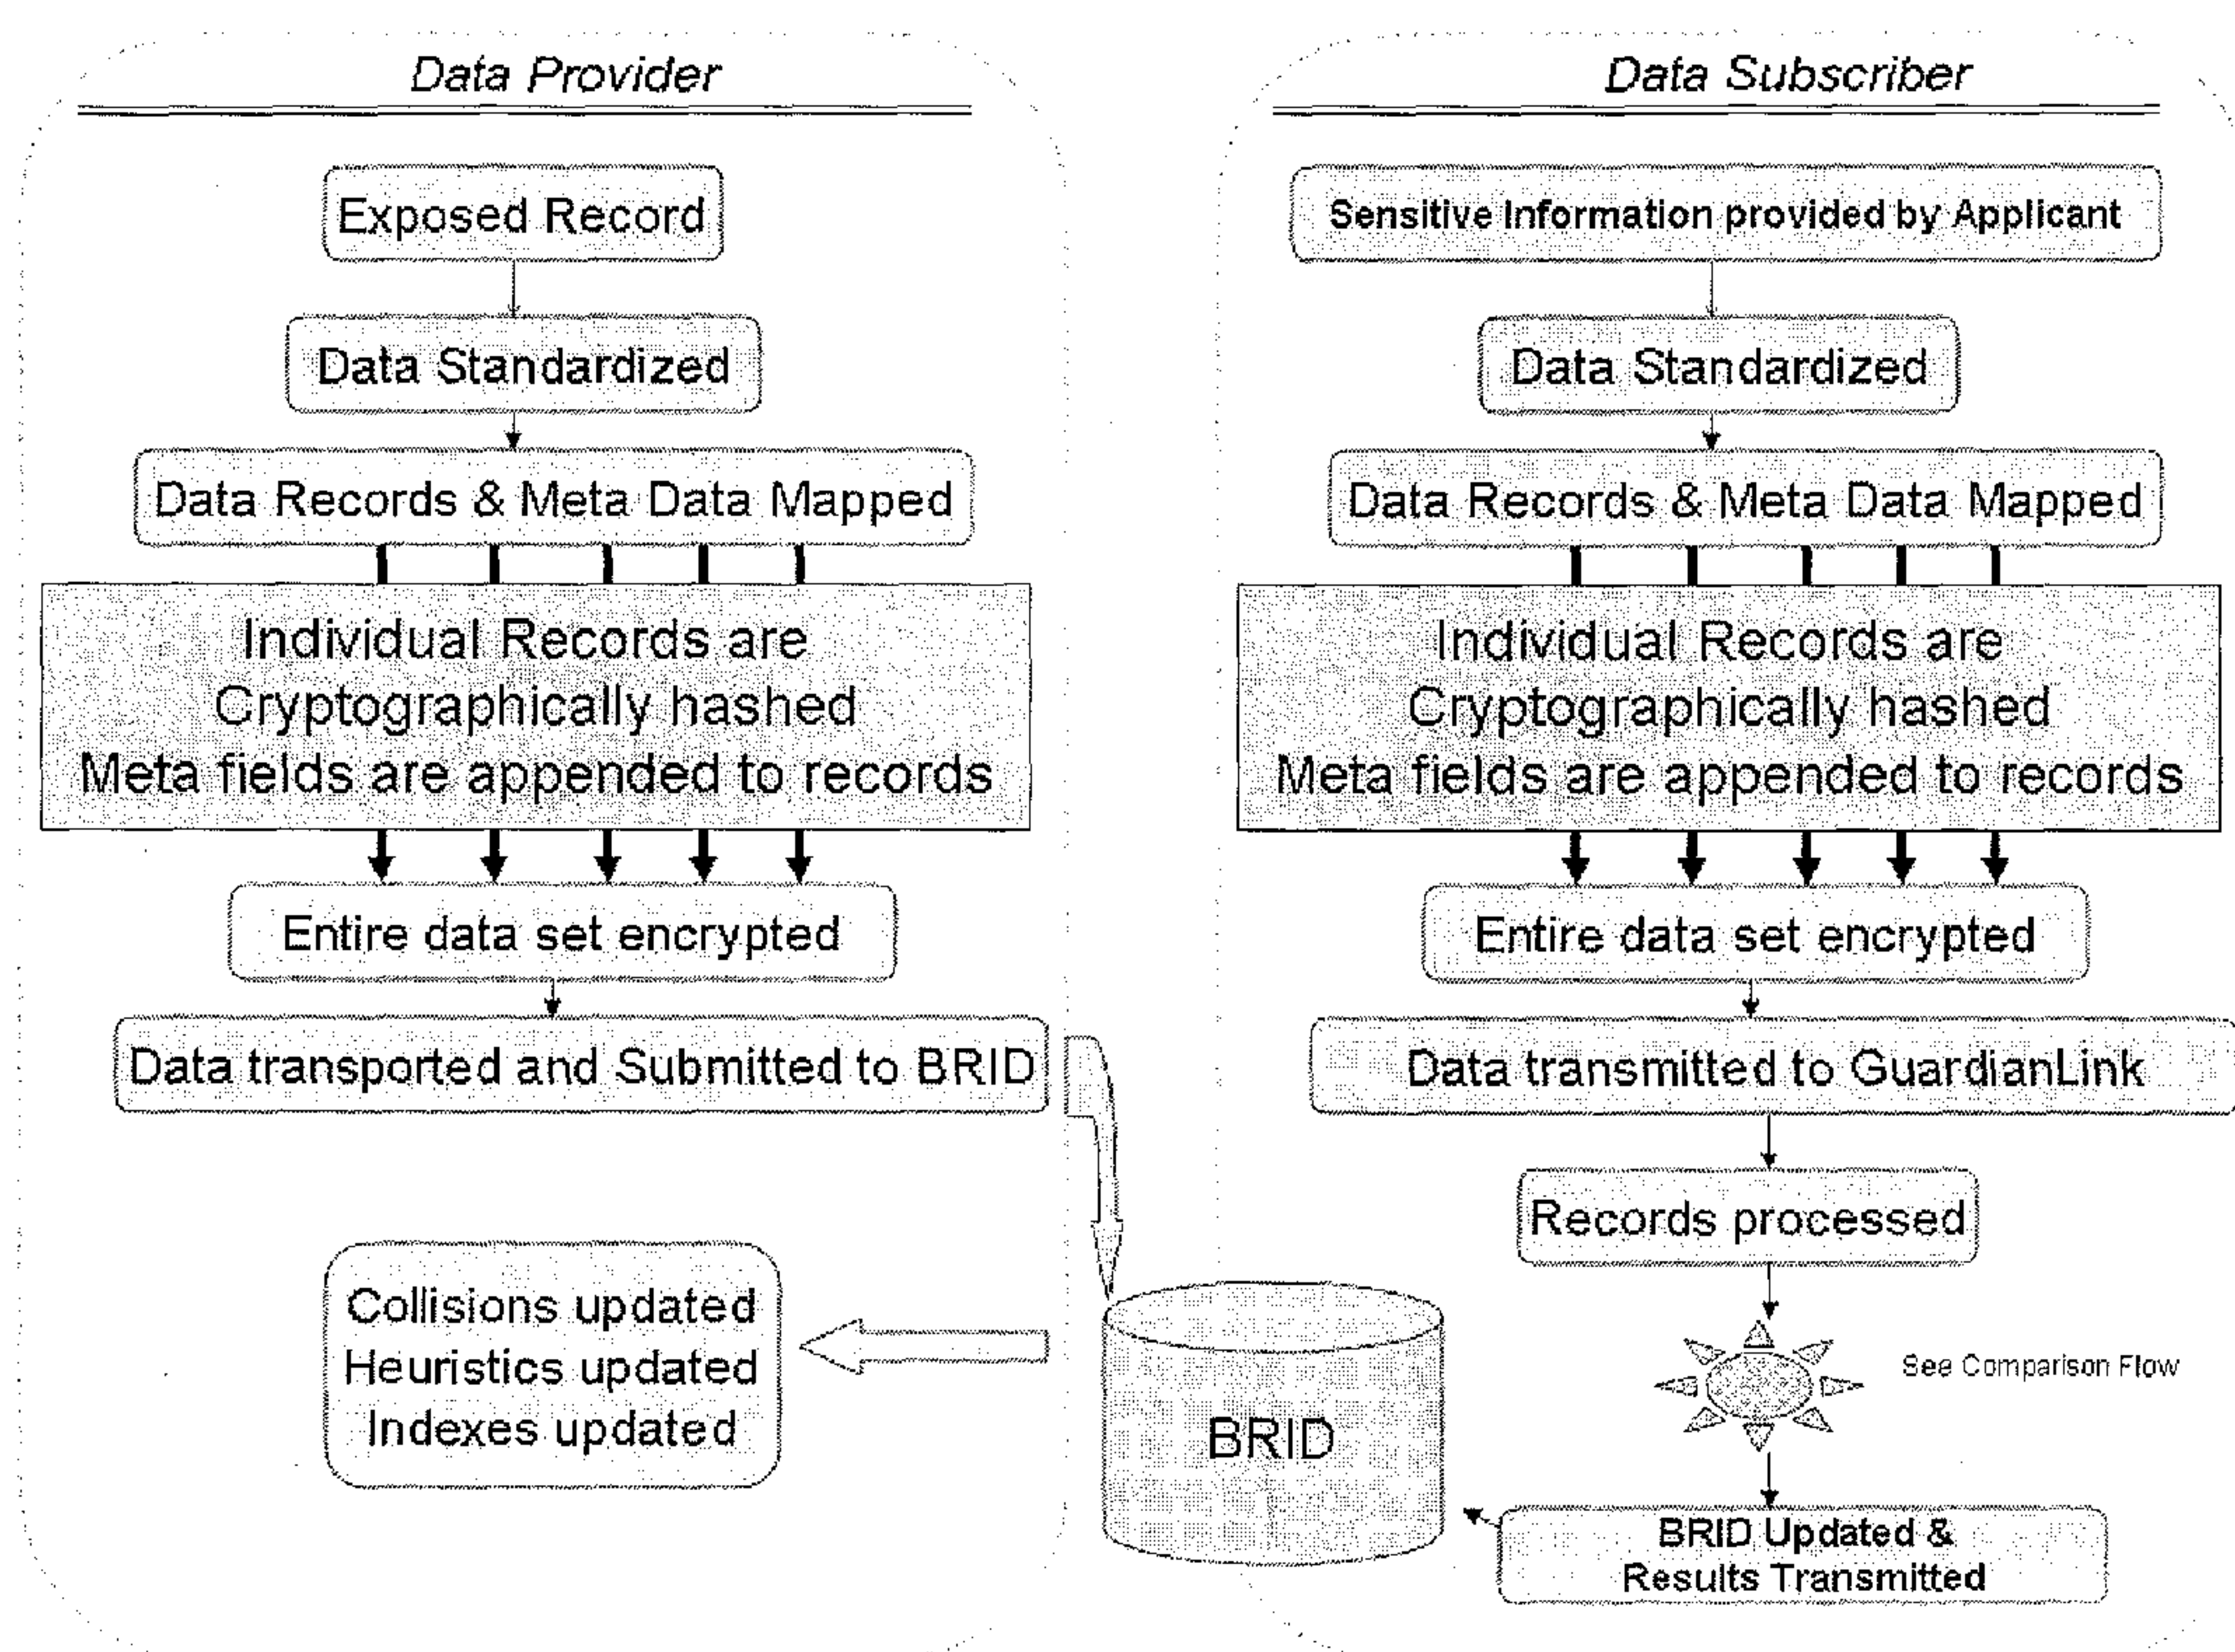 Data Provider
Exposed Record
Data Standardized
Data Records & Meta Data Mapped
Individual Records are
Cryptographically hashed
Meta fields are appended to records
Entire data set encrypted
Data transported and Submitted to BRID
Collisions updated
Heuristics updated
Indexes updated
BRID
Data Subscriber
Sensitive Information provided by Applicant
Data Standardized
Data Records & Meta Data Mapped
Individual Records are
Cryptographically hashed
Meta fields are appended to records
Entire data set encrypted
Data transmitted to GuardianLink
Records processed
See Comparison Flow
BRID Updated &
Results Transmitted